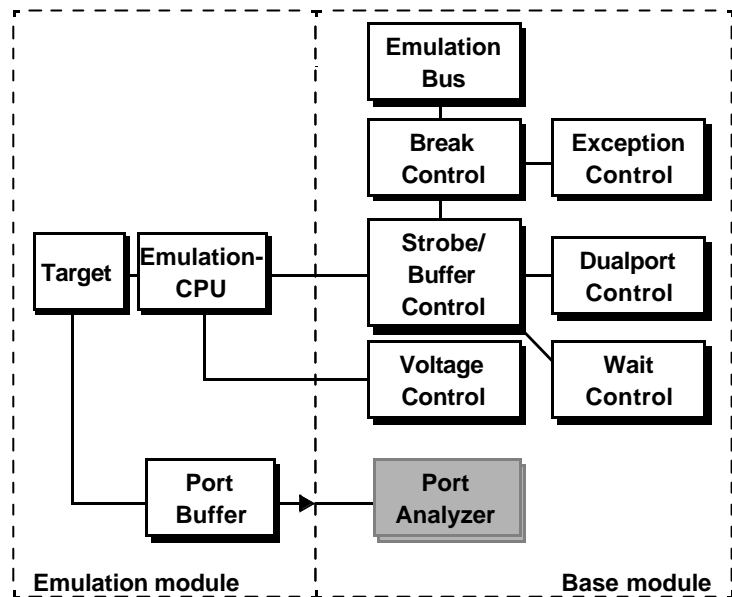 Emulation
Bus
Break
Control
Exception
Control
Target
Emulation-
CPU
Strobe/
Buffer
Control
Dualport
Control
Voltage
Control
Wait
Control
Port
Buffer
Port
Analyzer
Emulation module
Base module